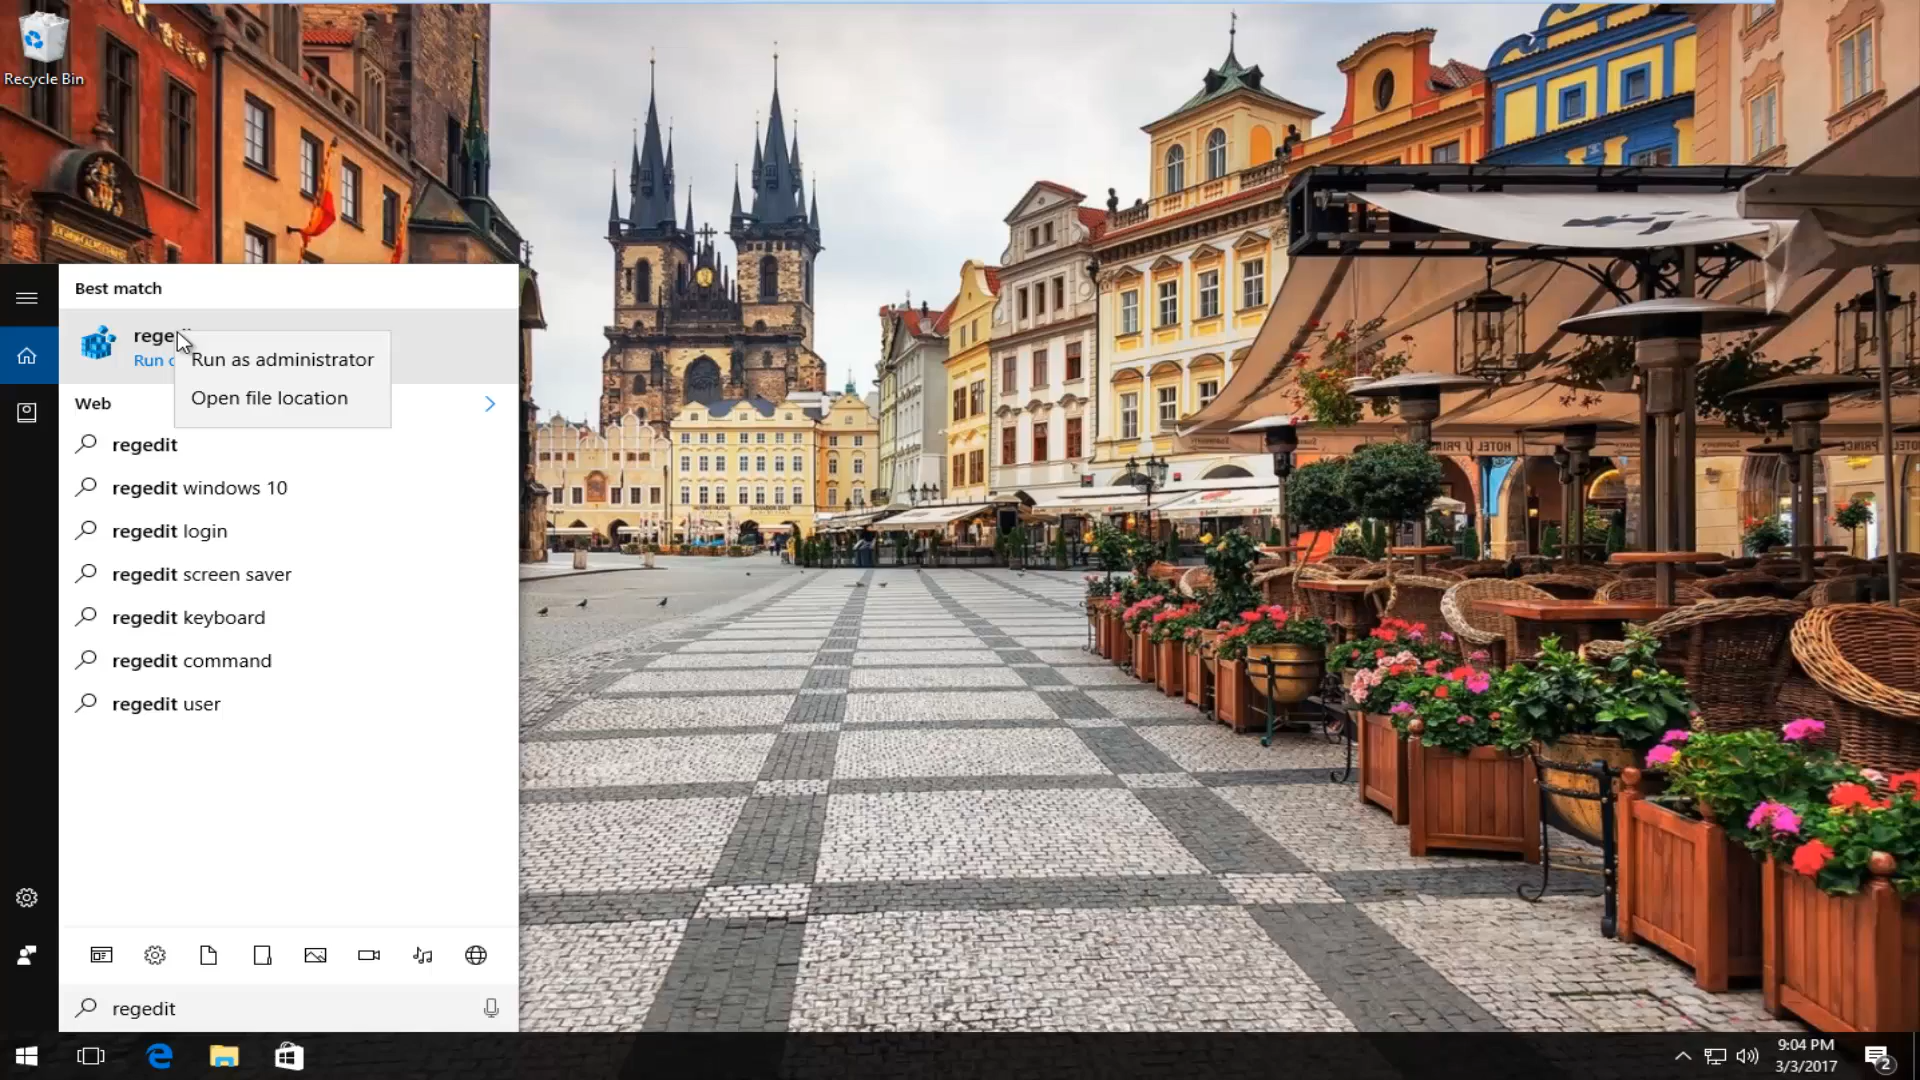 Recycle Bin
Best match
regedit
Run c
Run as administrator
Open file location
Web
regedit
regedit windows 10
regedit login
regedit screen saver
regedit keyboard
regedit command
regedit user
regedit
9:04 PM
3/3/2017
2